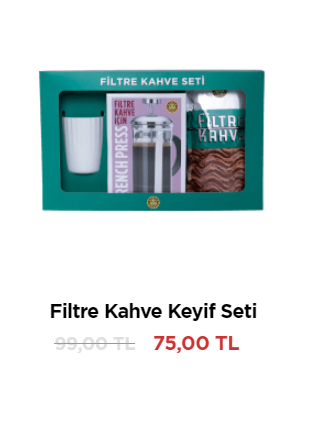 FİLTRE KAHVE SETİ
FİLTRE
KAHVE
İÇİN
FRENCH PRESS
FİLTRE
KAHVE
Filtre Kahve Keyif Seti
99,00 TL 75,00 TL